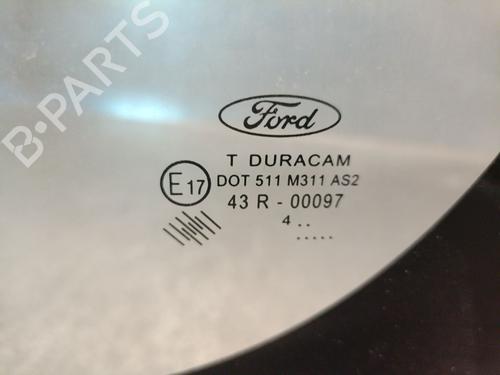 B-PARTS
Ford
T DURACAM
E17
DOT 511 M311 AS2
43 R - 00097
4 ..
.....